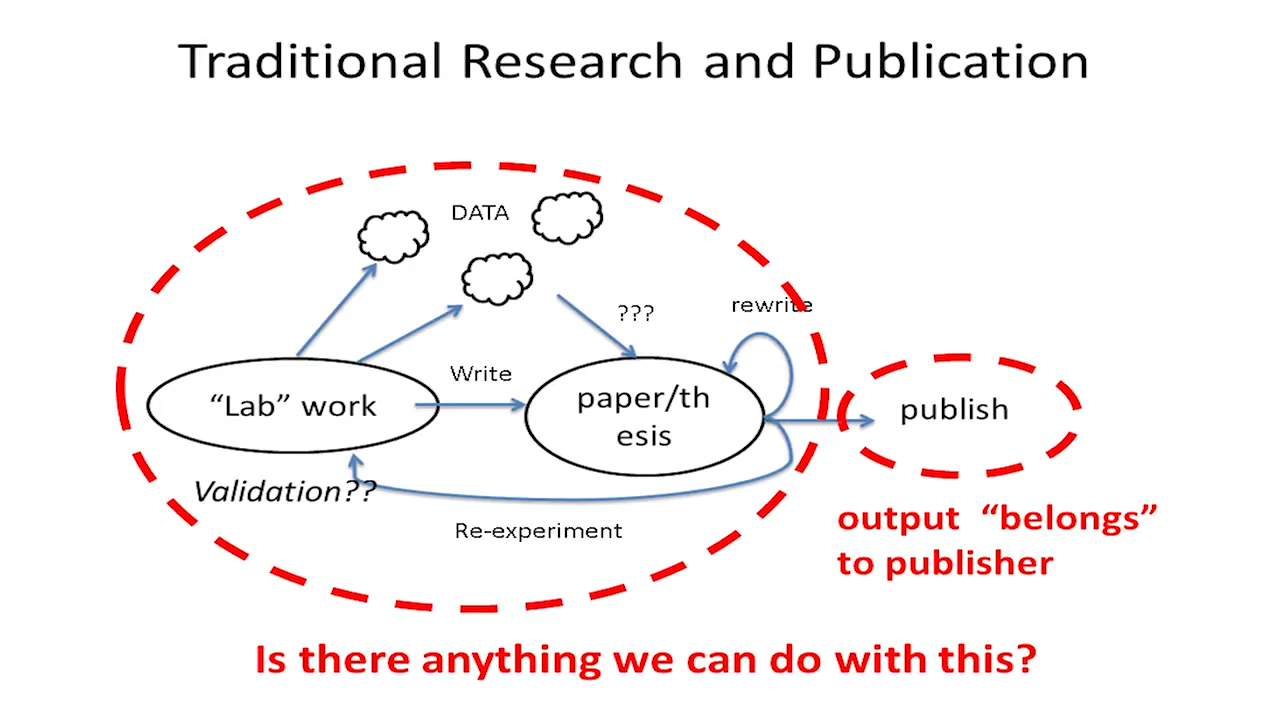 Traditional Research and Publication
DATA
???
rewrite
Write
“Lab” work
paper/th
esis
publish
Validation??
Re-experiment
output “belongs”
to publisher
Is there anything we can do with this?